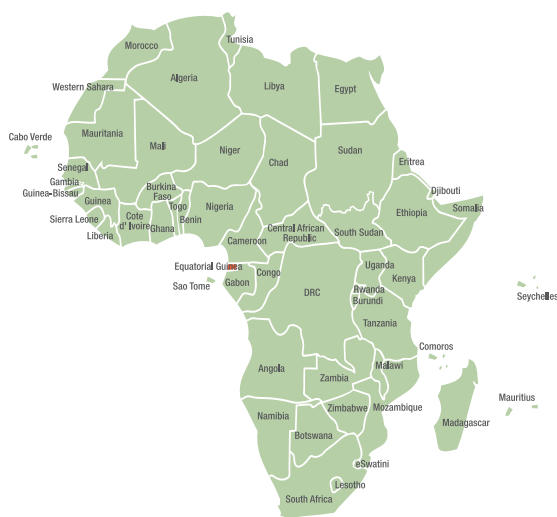 Tunisia
Morocco
Algeria
Libya
Egypt
Western Sahara
Cabo Verde
Mauritania
Mali
Niger
Chad
Sudan
Eritrea
Senegal
Gambia
Guinea-Bissau
Guinea
Burkina
Faso
Djibouti
Somalia
Ethiopia
Sierra Leone
Liberia
Cote
d' Ivoire
Ghana
Togo
Benin
Nigeria
Central African
Republic
South Sudan
Cameroon
Equatorial Guinea
Sao Tome
Gabon
Congo
DRC
Uganda
Kenya
Rwanda
Burundi
Seychelles
Tanzania
Comoros
Angola
Zambia
Malawi
Mozambique
Mauritius
Madagascar
Zimbabwe
Namibia
Botswana
eSwatini
Lesotho
South Africa